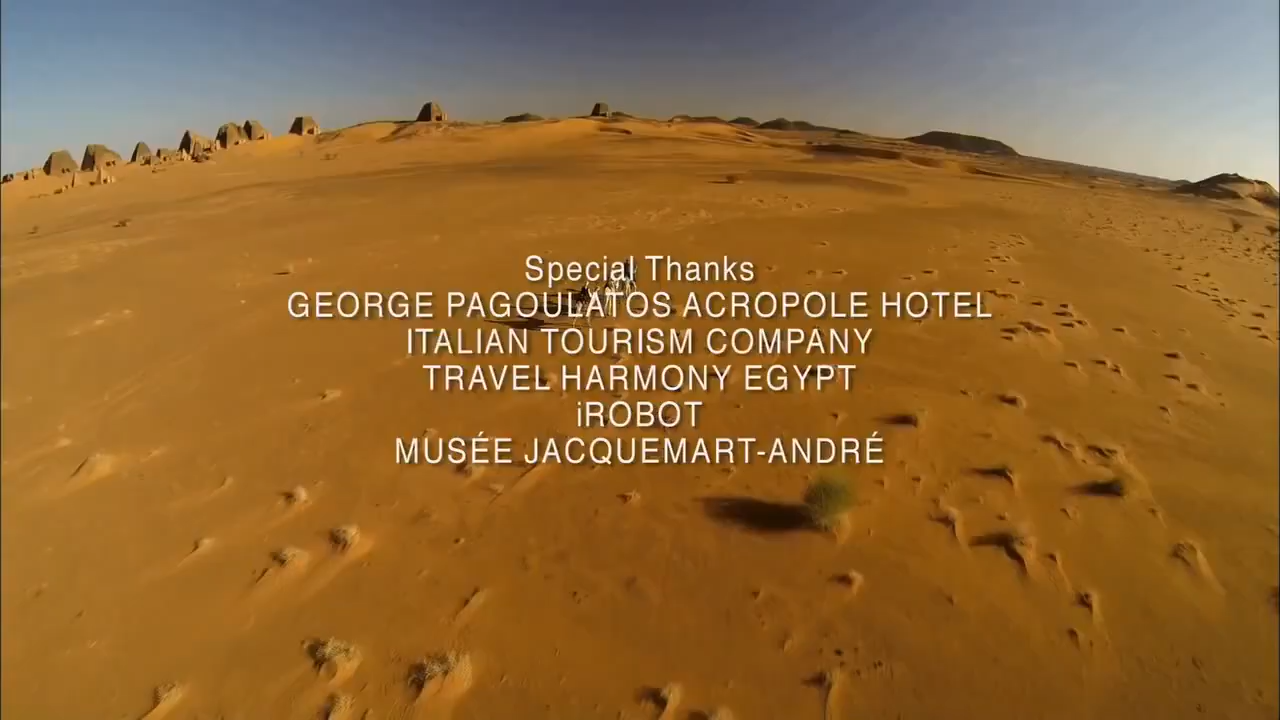 Special Thanks
GEORGE PAGOULATOS ACROPOLE HOTEL
ITALIAN TOURISM COMPANY
TRAVEL HARMONY EGYPT
iROBOT
MUSÉE JACQUEMART-ANDRÉ